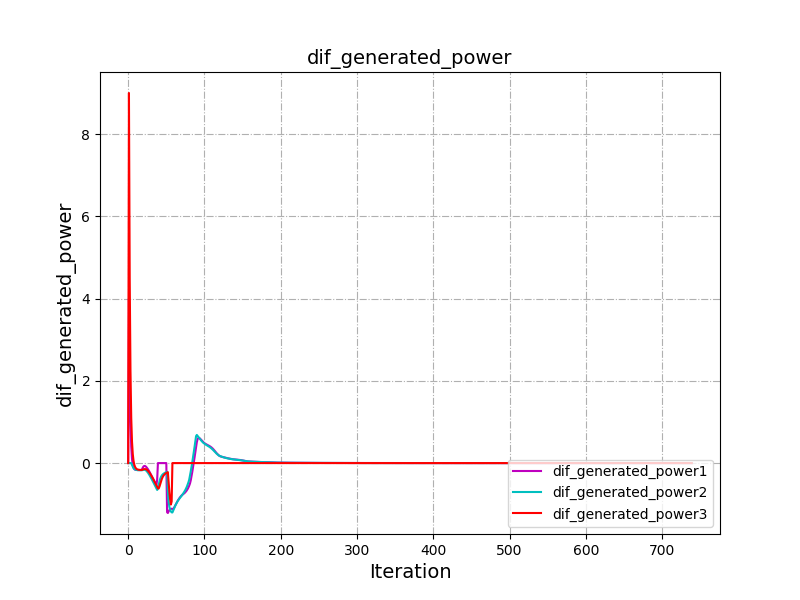 dif_generated_power
dif_generated_power
8
6
4
2
0
0 100 200 300 400 500 600 700
Iteration
dif_generated_power1
dif_generated_power2
dif_generated_power3